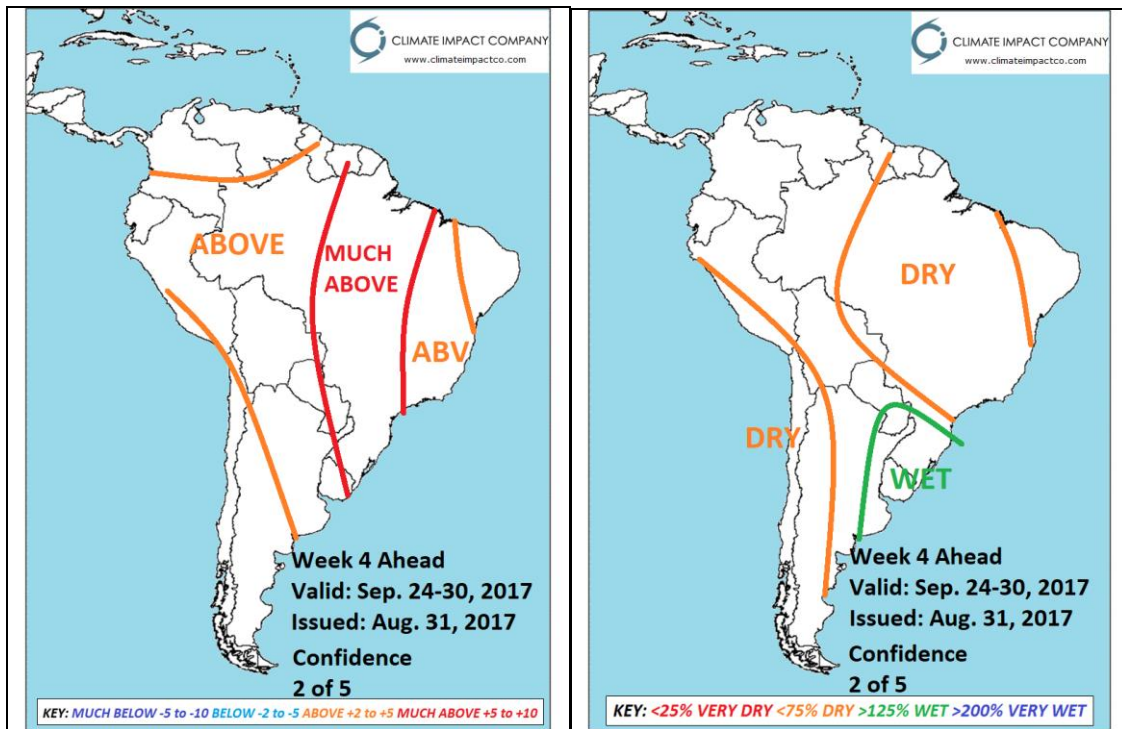 CLIMATE IMPACT COMPANY
www.climateimpactco.com
ABOVE
MUCH
ABOVE
ABV
Week 4 Ahead
Valid: Sep. 24-30, 2017
Issued: Aug. 31, 2017
Confidence
2 of 5
KEY: MUCH BELOW -5 to -10 BELOW -2 to -5 ABOVE +2 to +5 MUCH ABOVE +5 to +10
CLIMATE IMPACT COMPANY
www.climateimpactco.com
DRY
DRY
WET
Week 4 Ahead
Valid: Sep. 24-30, 2017
Issued: Aug. 31, 2017
Confidence
2 of 5
KEY: <25% VERY DRY <75% DRY >125% WET >200% VERY WET